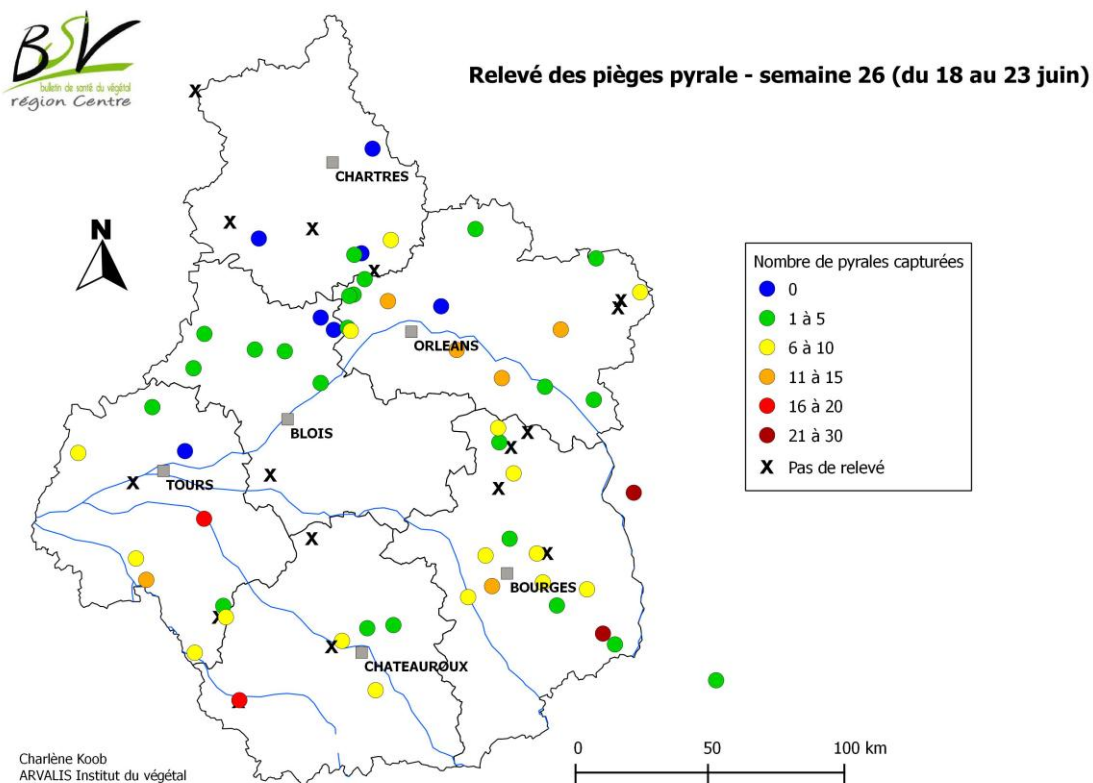 BSV
bulletin de santé du végétal
région Centre
Relevé des pièges pyrale - semaine 26 (du 18 au 23 juin)
X
CHARTRES
X
X
N
X
X
X
Nombre de pyrales capturées
0
1 à 5
6 à 10
11 à 15
16 à 20
21 à 30
X Pas de relevé
ORLEANS
BLOIS
X
X
X
TOURS
X
X
X
X
BOURGES
X
X
CHATEAUROUX
Charlène Koob
ARVALIS Institut du végétal
0 50 100 km